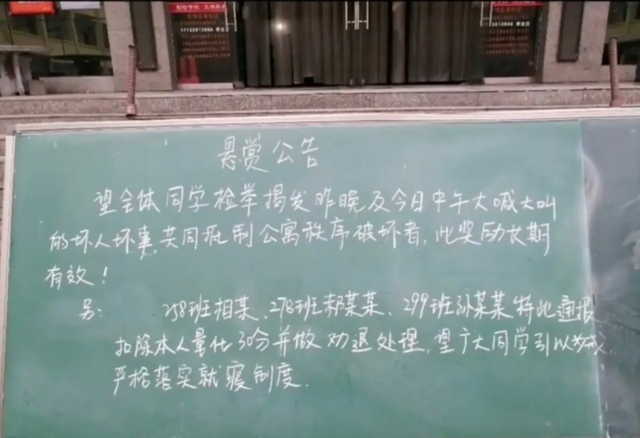 悬赏公告
望全体同学检举揭发昨晚及今日中午大喊大叫
的坏人坏事,共同抵制公寓秩序破坏者,此奖励长期
有效!
另: 258班相某、278班郝某某、299班孙某某特此通报
扣除本人量化30分并做劝退处理,望广大同学引以为戒
严格落实就寝制度.